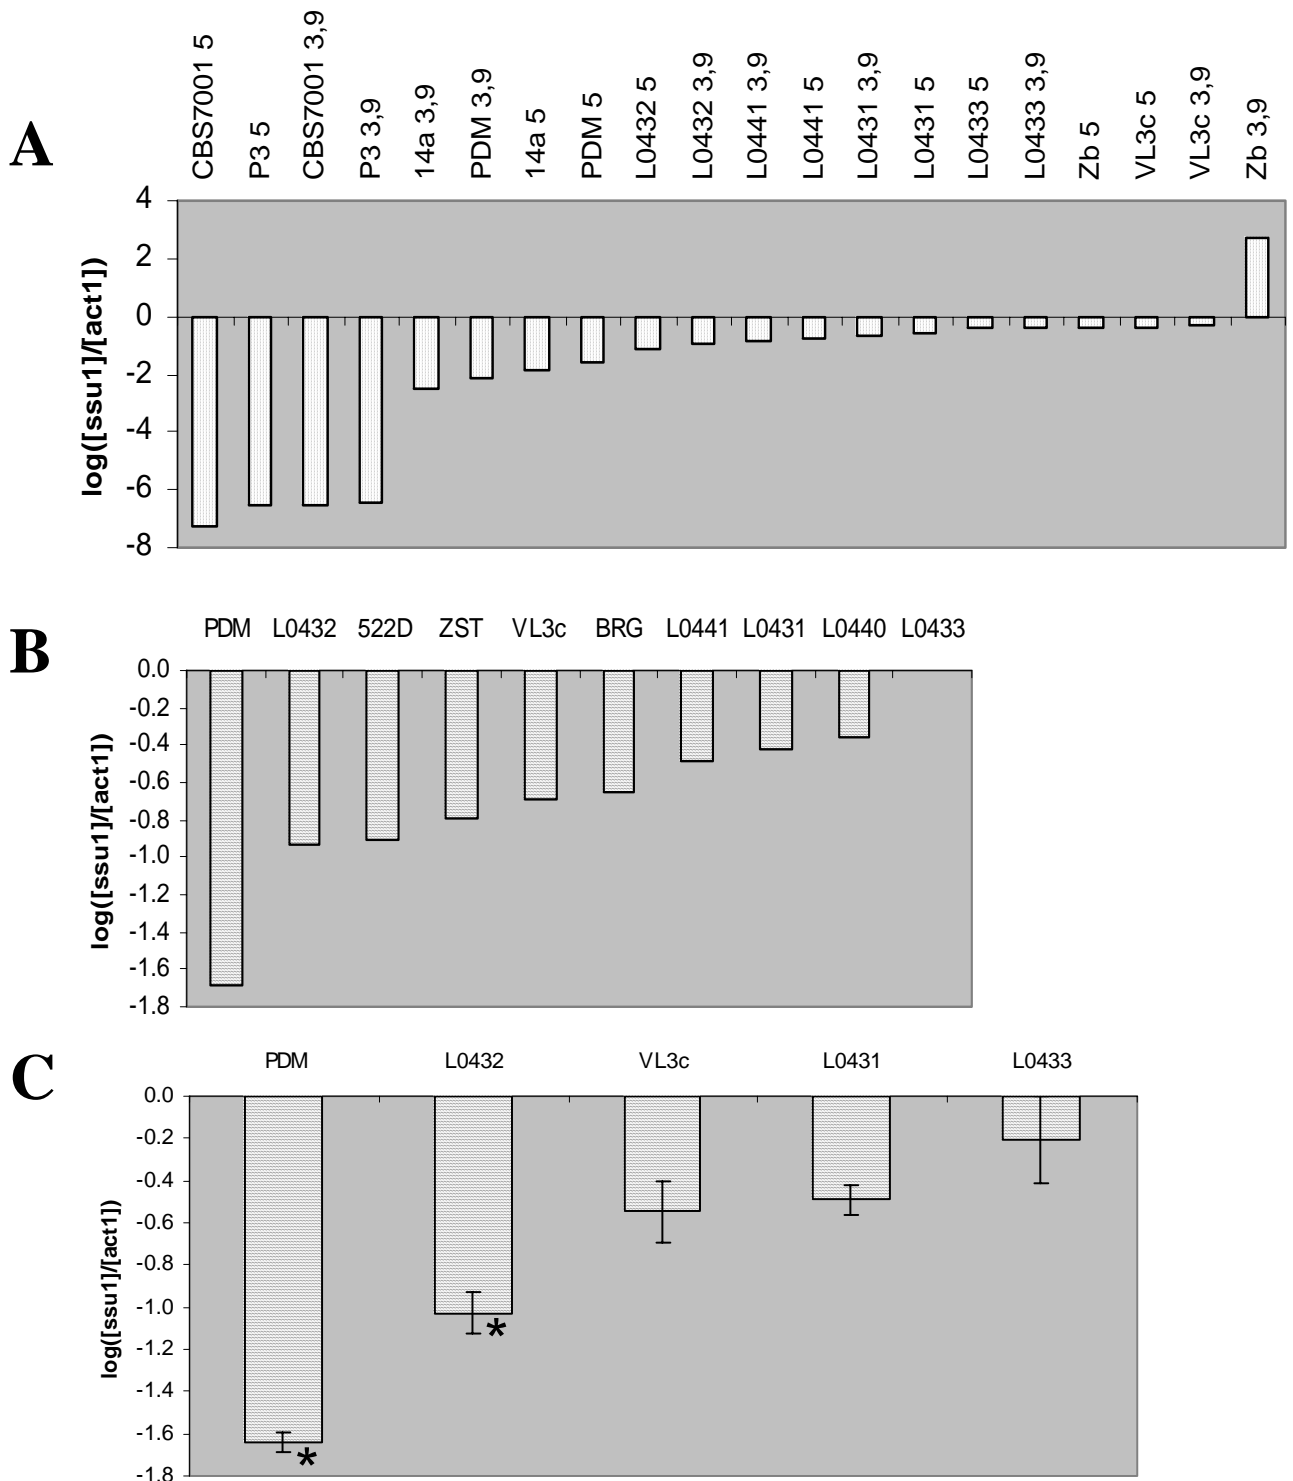 A
CBS7001 5
P3 5
CBS7001 3,9
P3 3,9
14a 3,9
PDM 3,9
14a 5
PDM 5
L0432 5
L0432 3,9
L0441 3,9
L0441 5
L0431 3,9
L0431 5
L0433 5
L0433 3,9
Zb 5
VL3c 5
VL3c 3,9
Zb 3,9
log([ssu1]/[act1])
4
2
0
-2
-4
-6
-8
B
PDM L0432 522D ZST VL3c BRG L0441 L0431 L0440 L0433
log([ssu1]/[act1])
0.0
-0.2
-0.4
-0.6
-0.8
-1.0
-1.2
-1.4
-1.6
-1.8
C
PDM L0432 VL3c L0431 L0433
log([ssu1]/[act1])
0.0
-0.2
-0.4
-0.6
-0.8
-1.0
-1.2
-1.4
-1.6
-1.8
*
*